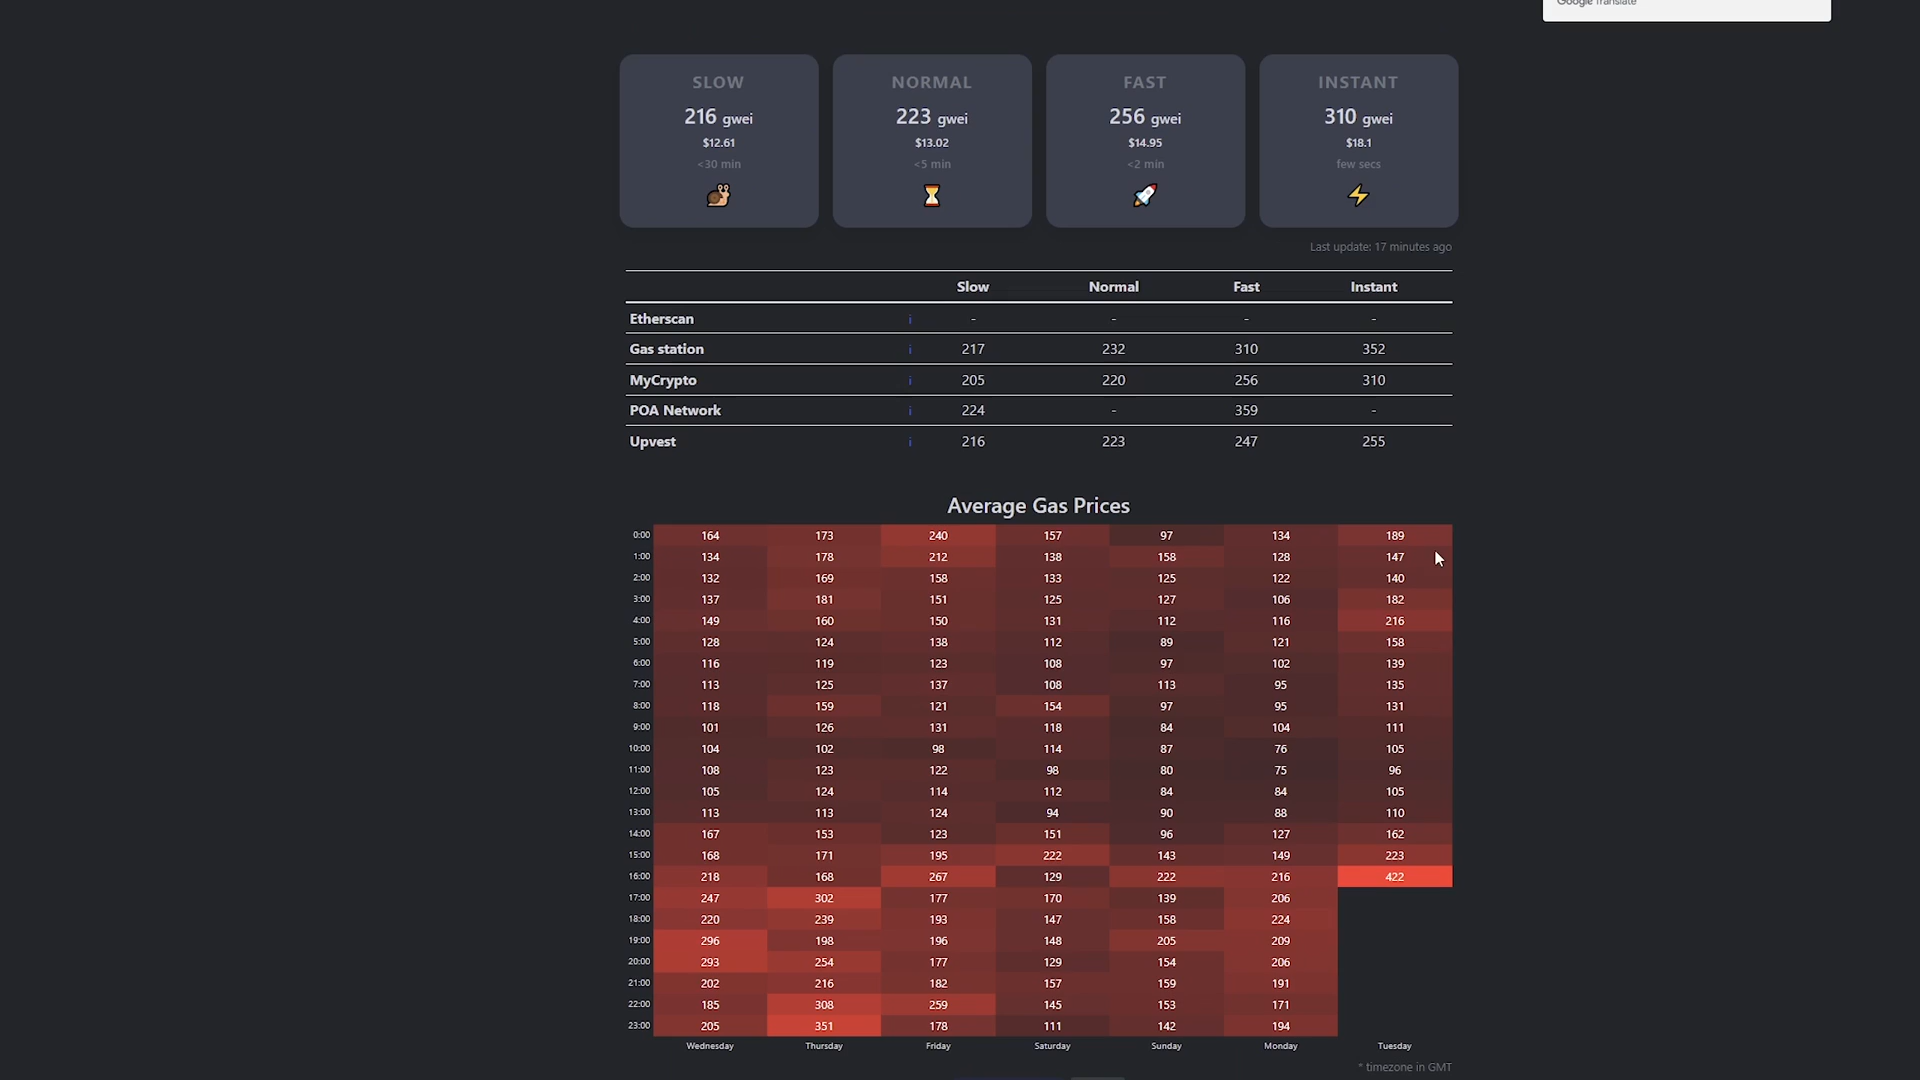 Google Translate
SLOW NORMAL FAST INSTANT
216 gwei 223 gwei 256 gwei 310 gwei
$12.61 $13.02 $14.95 $18.1
<30 min <5 min <2 min few secs
Last update: 17 minutes ago
Slow Normal Fast Instant
Etherscan i - - - -
Gas station i 217 232 310 352
MyCrypto i 205 220 256 310
POA Network i 224 - 359 -
Upvest i 216 223 247 255
Average Gas Prices
0:00 164 173 240 157 97 134 189
1:00 134 178 212 138 158 128 147
2:00 132 169 158 133 125 122 140
3:00 137 181 151 125 127 106 182
4:00 149 160 150 131 112 116 216
5:00 128 124 138 112 89 121 158
6:00 116 119 123 108 97 102 139
7:00 113 125 137 108 113 95 135
8:00 118 159 121 154 97 95 131
9:00 101 126 131 118 84 104 111
10:00 104 102 98 114 87 76 105
11:00 108 123 122 98 80 75 96
12:00 105 124 114 112 84 84 105
13:00 113 113 124 94 90 88 110
14:00 167 153 123 151 96 127 162
15:00 168 171 195 222 143 149 223
16:00 218 168 267 129 222 216 422
17:00 247 302 177 170 139 206
18:00 220 239 193 147 158 224
19:00 296 198 196 148 205 209
20:00 293 254 177 129 154 206
21:00 202 216 182 157 159 191
22:00 185 308 259 145 153 171
23:00 205 351 178 111 142 194
Wednesday Thursday Friday Saturday Sunday Monday Tuesday
* timezone in GMT